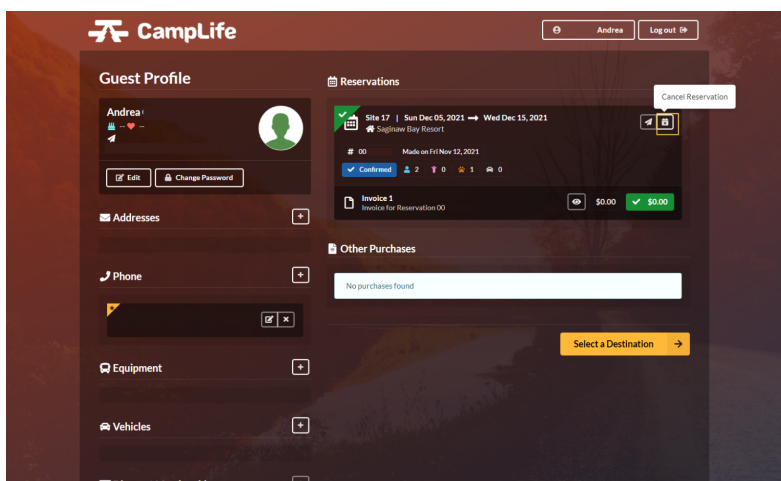 CampLife
Andrea
Log out
Guest Profile
Reservations
Cancel Reservation
Andrea
-- --
Site 17 | Sun Dec 05, 2021 → Wed Dec 15, 2021
Saginaw Bay Resort
# 00 Made on Fri Nov 12, 2021
Confirmed 2 0 1 0
Edit
Change Password
Invoice 1
Invoice for Reservation 00
$0.00
$0.00
Addresses
+
Other Purchases
No purchases found
Phone
+
Select a Destination →
Equipment
+
Vehicles
+